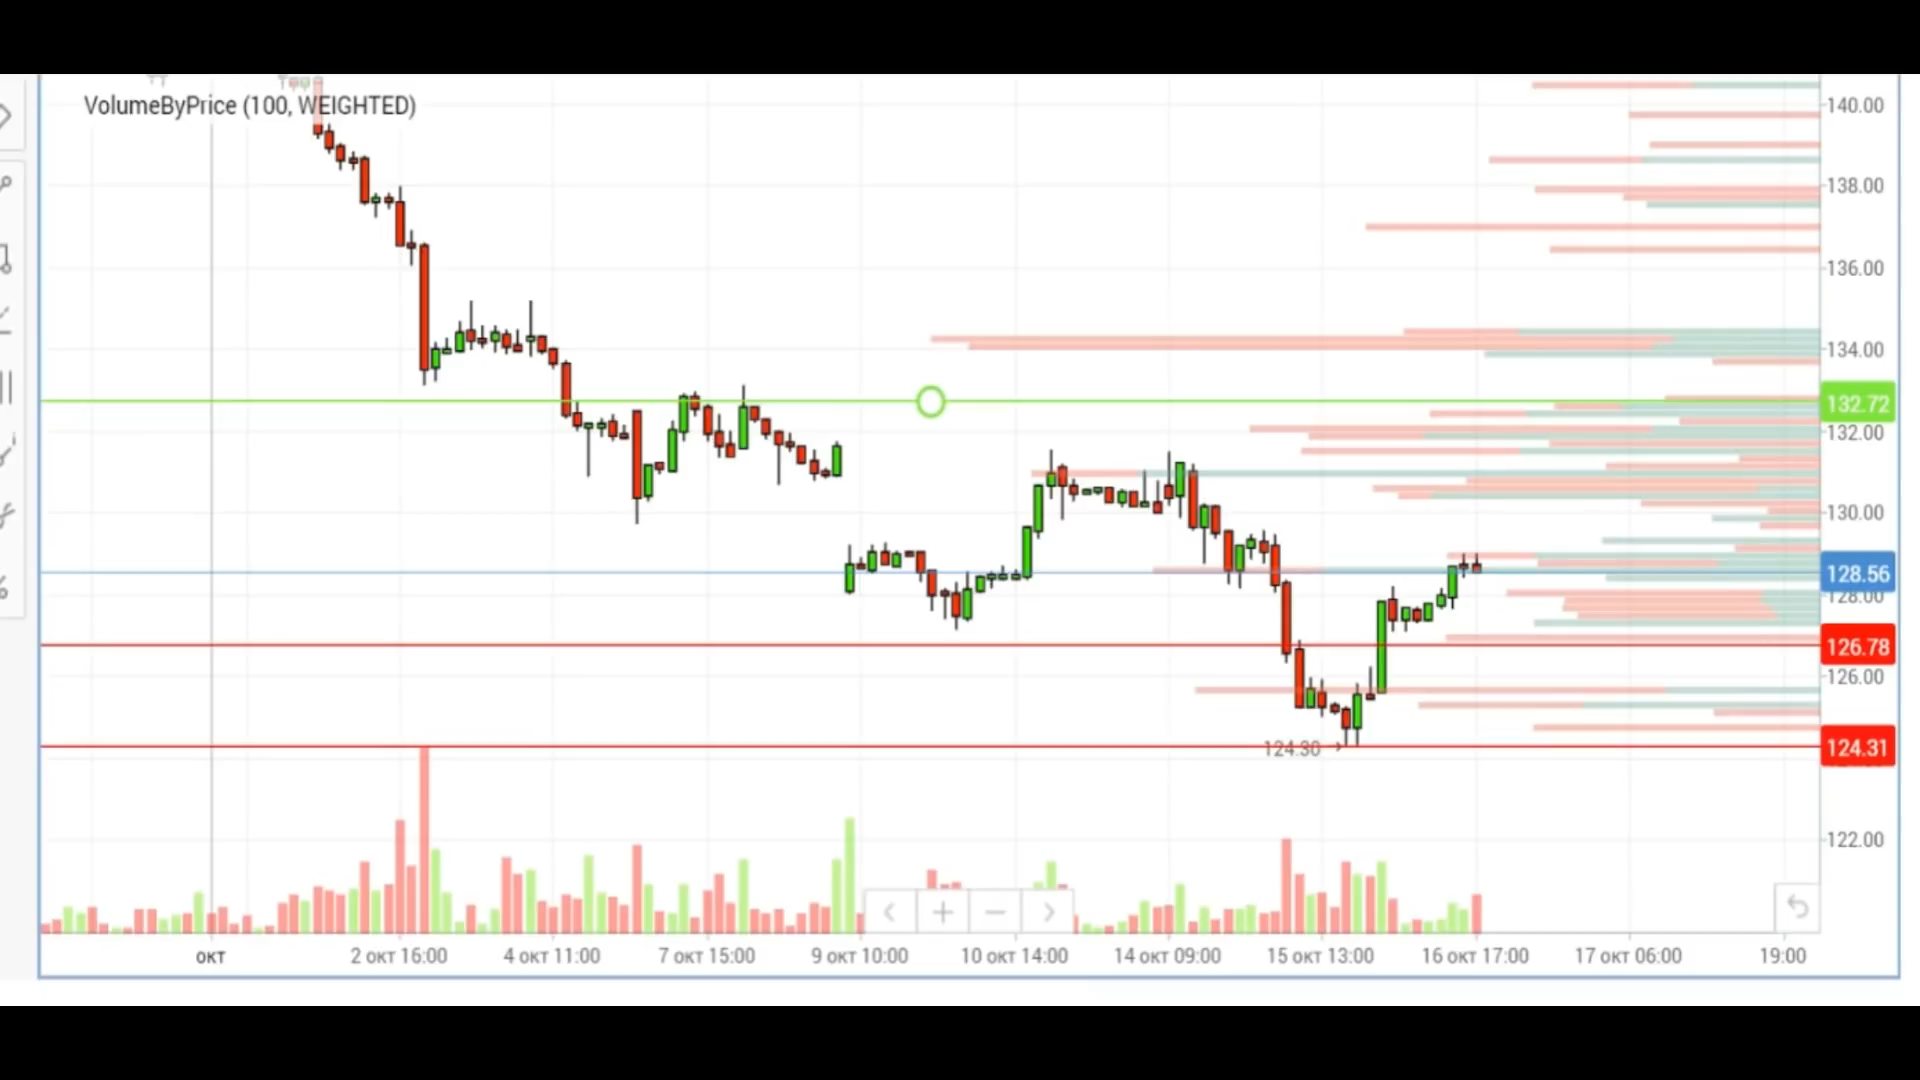 VolumeByPrice (100, WEIGHTED)
140.00
138.00
136.00
134.00
132.72
132.00
130.00
128.56
128.00
126.78
126.00
124.30
124.31
122.00
окт
2 окт 16:00
4 окт 11:00
7 окт 15:00
9 окт 10:00
10 окт 14:00
14 окт 09:00
15 окт 13:00
16 окт 17:00
17 окт 06:00
19:00